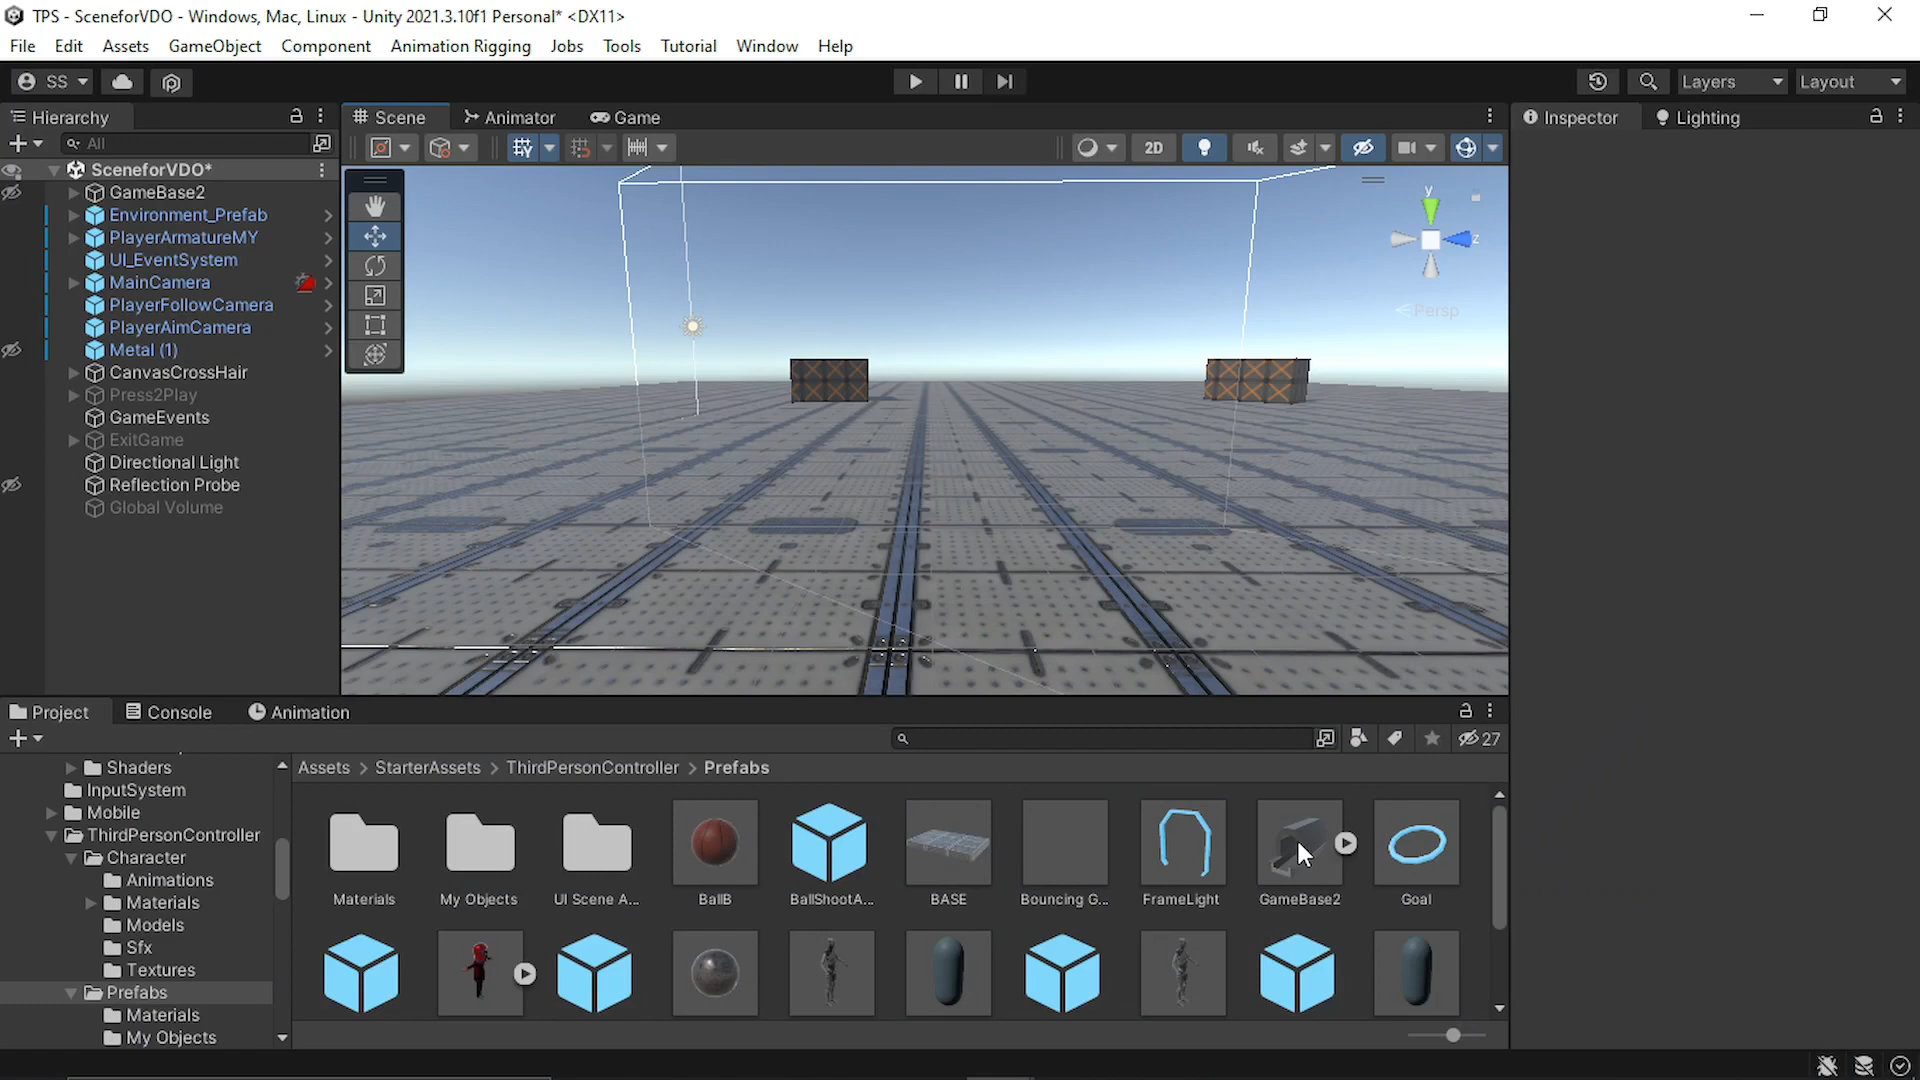 TPS - SceneforVDO - Windows, Mac, Linux - Unity 2021.3.10f1 Personal* <DX11>
File Edit Assets GameObject Component Animation Rigging Jobs Tools Tutorial Window Help
SS
Layers
Layout
Hierarchy
All
SceneforVDO*
GameBase2
Environment_Prefab
PlayerArmatureMY
UI_EventSystem
MainCamera
PlayerFollowCamera
PlayerAimCamera
Metal (1)
CanvasCrossHair
Press2Play
GameEvents
ExitGame
Directional Light
Reflection Probe
Global Volume
Scene
Animator
Game
2D
y
z
Persp
Inspector
Lighting
Project
Console
Animation
27
Shaders
InputSystem
Mobile
ThirdPersonController
Character
Animations
Materials
Models
Sfx
Textures
Prefabs
Materials
My Objects
Assets > StarterAssets > ThirdPersonController > Prefabs
Materials
My Objects
UI Scene A...
BallB
BallShootA...
BASE
Bouncing G...
FrameLight
GameBase2
Goal